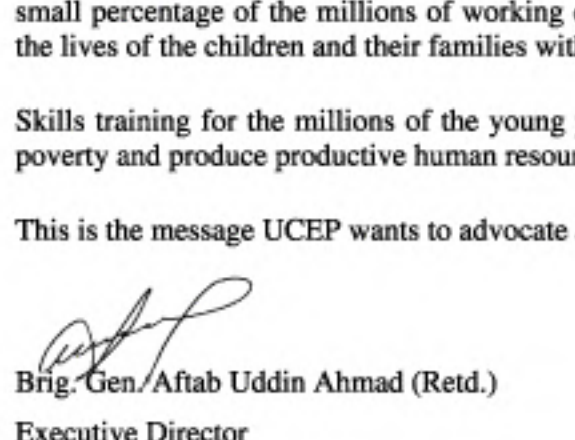 small percentage of the millions of working
the lives of the children and their families with
Skills training for the millions of the young
poverty and produce productive human resour
This is the message UCEP wants to advocate
Brig. Gen. Aftab Uddin Ahmad (Retd.)
Executive Director